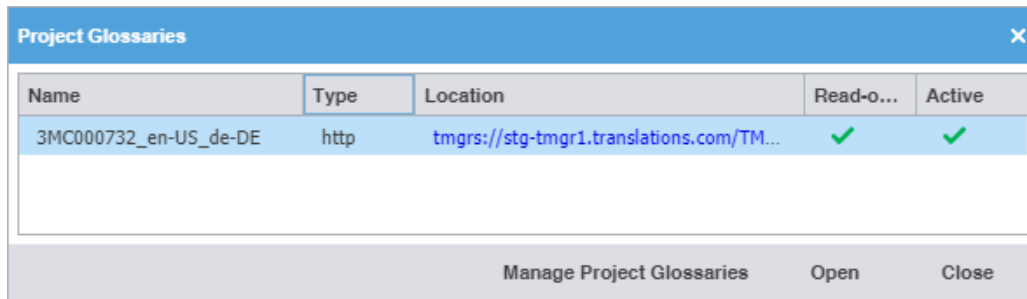 Project Glossaries
Name Type Location Read-o... Active
3MC000732_en-US_de-DE http tmgrs://stg-tmgr1.translations.com/TM...
Manage Project Glossaries Open Close